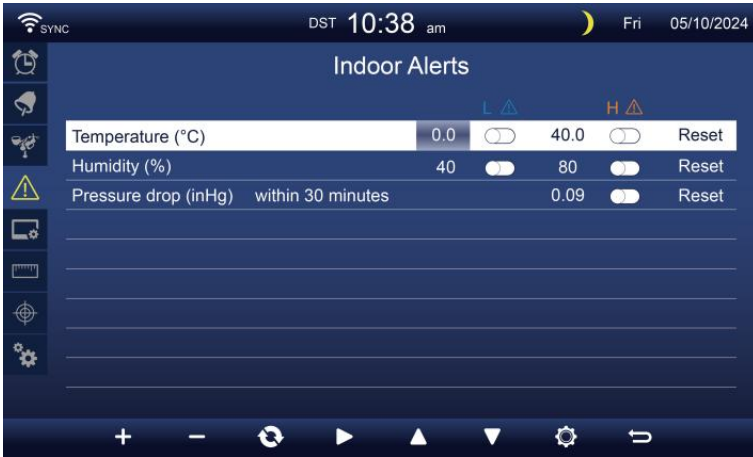 SYNC DST 10:38 am Fri 05/10/2024
Indoor Alerts
L H
Temperature (°C) 0.0 40.0 Reset
Humidity (%) 40 80 Reset
Pressure drop (inHg) within 30 minutes 0.09 Reset